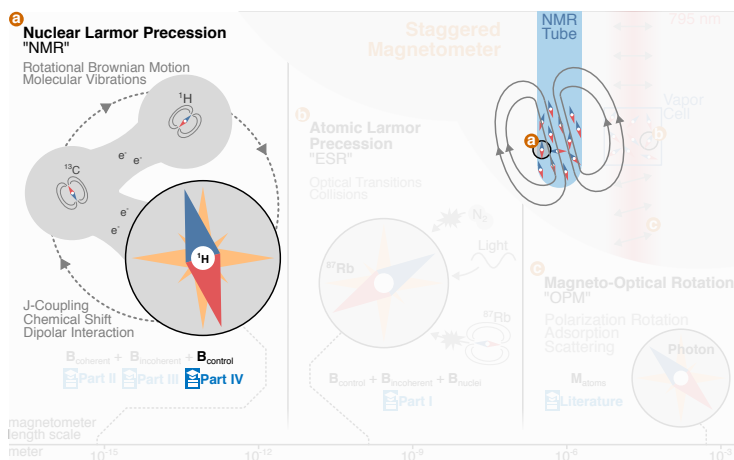 a
Nuclear Larmor Precession
"NMR"
Rotational Brownian Motion
Molecular Vibrations
1H
13C
e-
e-
e-
e-
1H
J-Coupling
Chemical Shift
Dipolar Interaction
Bcoherent + Bincoherent + Bcontrol
Part II Part III Part IV
magnetometer
length scale
meter
10-15
10-12
10-9
10-6
10-3
Staggered
Magnetometer
b
Atomic Larmor
Precession
"ESR"
Optical Transitions
Collisions
N2
Light
87Rb
87Rb
Bcontrol + Bincoherent + Bnuclei
Part I
NMR
Tube
a
795 nm
Vapor
Cell
b
c
c
Magneto-Optical Rotation
"OPM"
Polarization Rotation
Adsorption
Scattering
Photon
Matoms
Literature